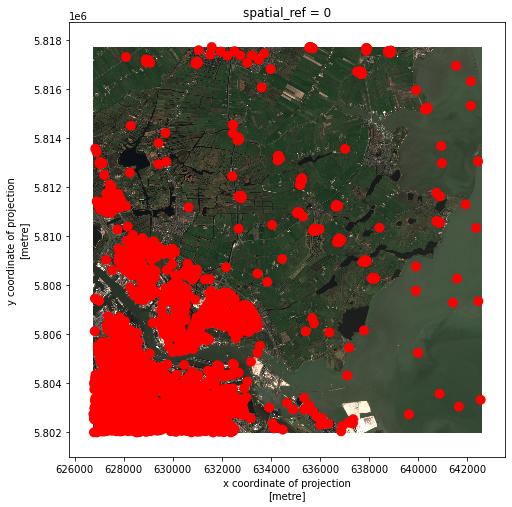 spatial_ref = 0
1e6
5.818
5.816
5.814
5.812
5.810
5.808
5.806
5.804
5.802
y coordinate of projection
[metre]
626000 628000 630000 632000 634000 636000 638000 640000 642000
x coordinate of projection
[metre]